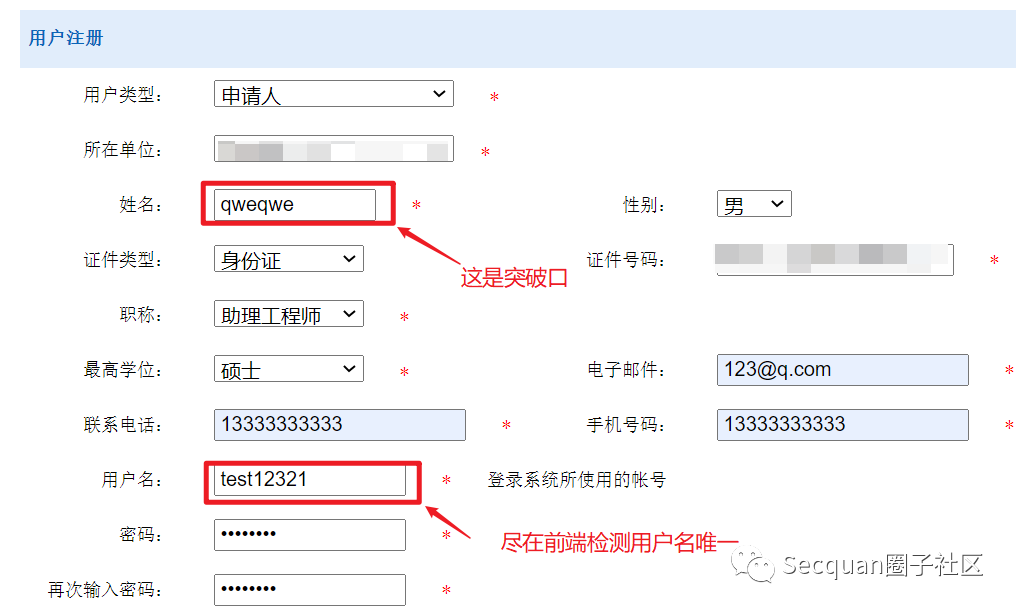 用户注册
用户类型： 申请人 *
所在单位： *
姓名： qweqwe * 性别： 男
这是突破口
证件类型： 身份证 证件号码： *
职称： 助理工程师 *
最高学位： 硕士 * 电子邮件： 123@q.com *
联系电话： 13333333333 * 手机号码： 13333333333 *
用户名： test12321 * 登录系统所使用的帐号
密码： •••••••• *
尽在前端检测用户名唯一
Secquan圈子社区
再次输入密码： •••••••• *